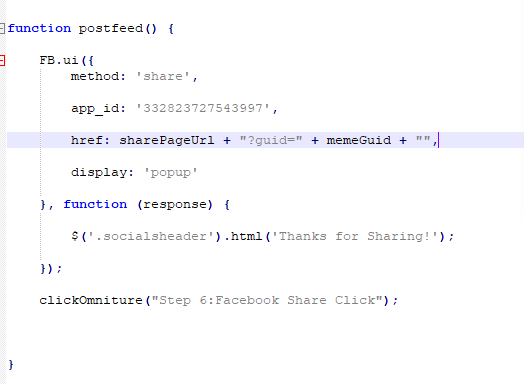 function postfeed() {
FB.ui({
method: 'share',
app_id: '332823727543997',
href: sharePageUrl + "?guid=" + memeGuid + "",
display: 'popup'
}, function (response) {
$('.socialsheader').html('Thanks for Sharing!');
});
clickOmniture("Step 6:Facebook Share Click");
}